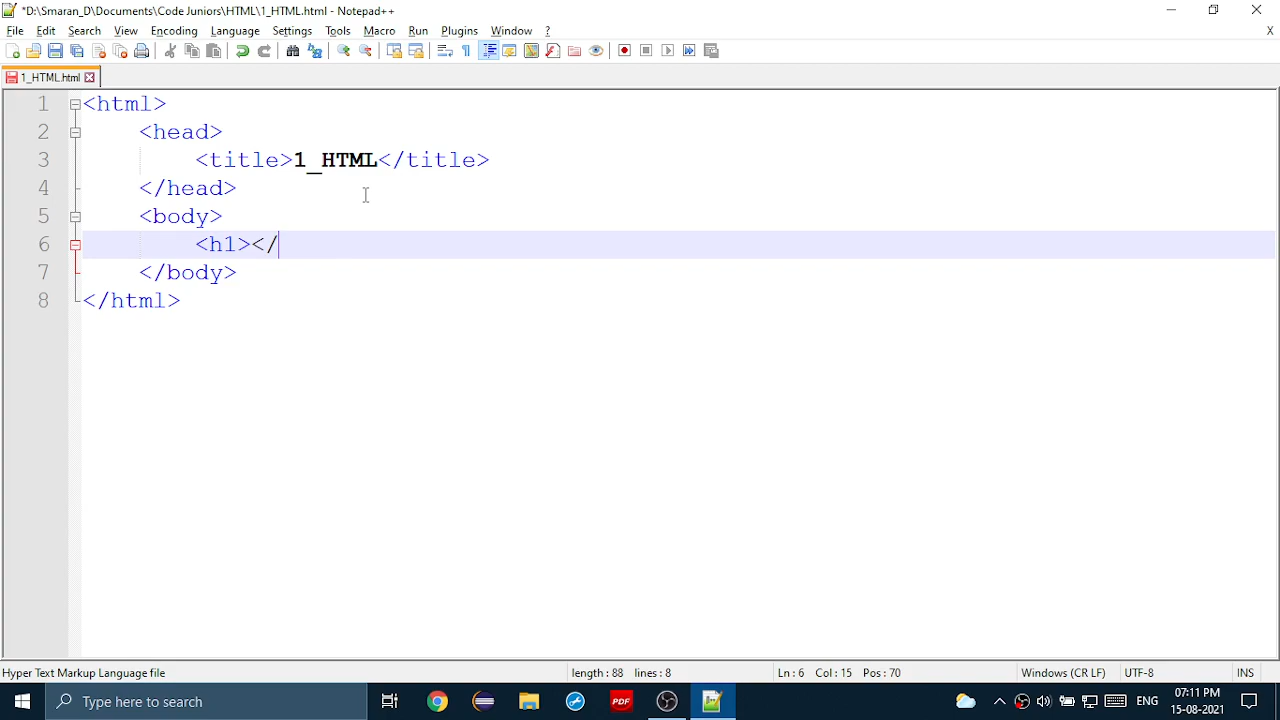 *D:\Smaran_D\Documents\Code Juniors\HTML\1_HTML.html - Notepad++
File Edit Search View Encoding Language Settings Tools Macro Run Plugins Window ? X
1_HTML.html
1 <html>
2 <head>
3 <title>1_HTML</title>
4 </head>
5 <body>
6 <h1></
7 </body>
8 </html>
Hyper Text Markup Language file length : 88 lines : 8 Ln : 6 Col : 15 Pos : 70 Windows (CR LF) UTF-8 INS
Type here to search PDF ENG 07:11 PM
15-08-2021